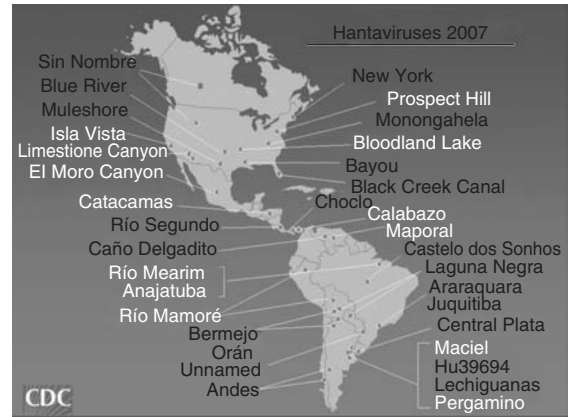 Hantaviruses 2007
Sin Nombre
Blue River
Muleshore
Isla Vista
Limestione Canyon
El Moro Canyon
Catacamas
Río Segundo
Caño Delgadito
Río Mearim
Anajatuba
Río Mamoré
Bermejo
Orán
Unnamed
Andes
New York
Prospect Hill
Monongahela
Bloodland Lake
Bayou
Black Creek Canal
Choclo
Calabazo
Maporal
Castelo dos Sonhos
Laguna Negra
Araraquara
Juquitiba
Central Plata
Maciel
Hu39694
Lechiguanas
Pergamino
CDC